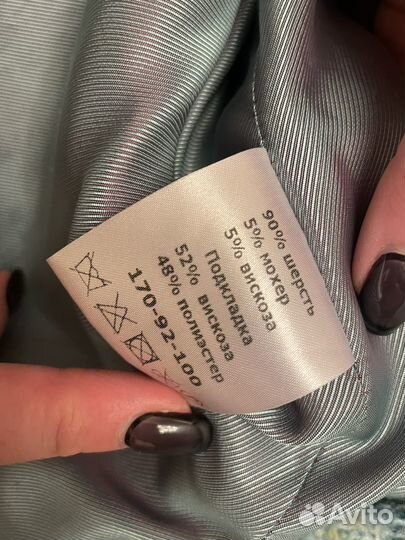 90% шерсть
5% мохер
5% вискоза
Подкладка
52% вискоза
48% полиэстер
170-92-100
Avito